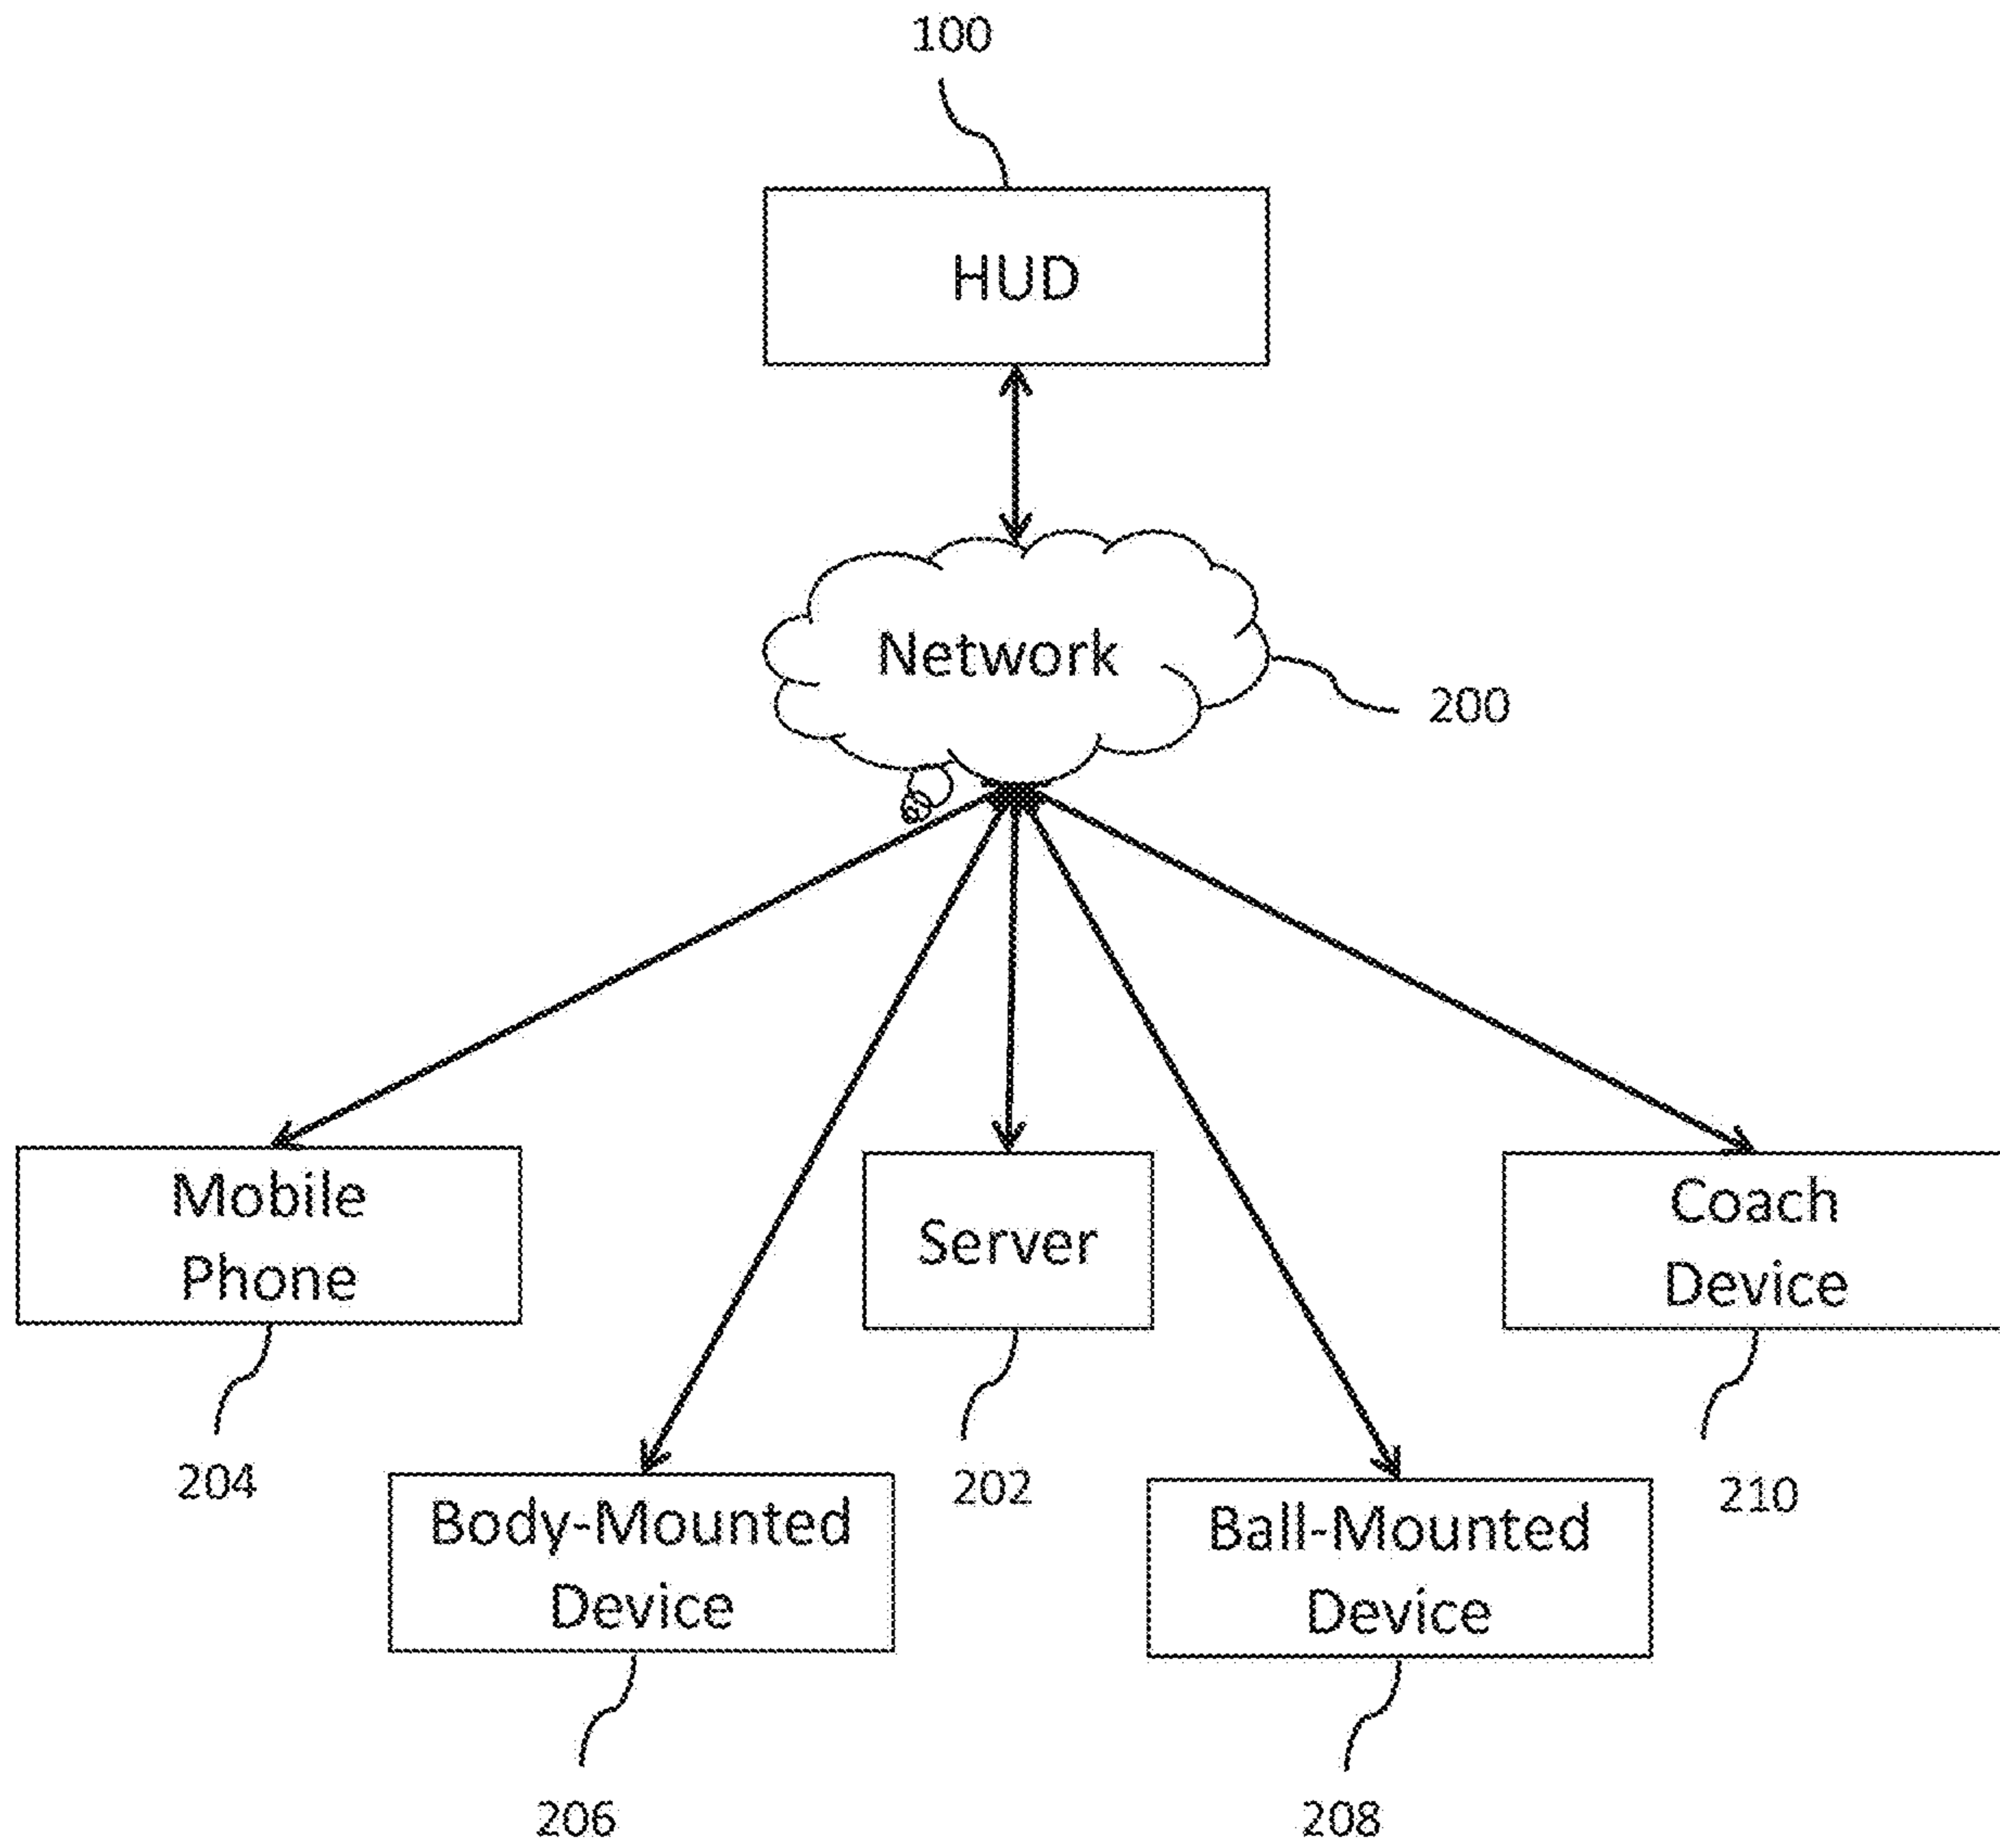 100
HUD
Network
200
Mobile
Phone
Server
Coach
Device
204
202
210
Body-Mounted
Device
Ball-Mounted
Device
206
208